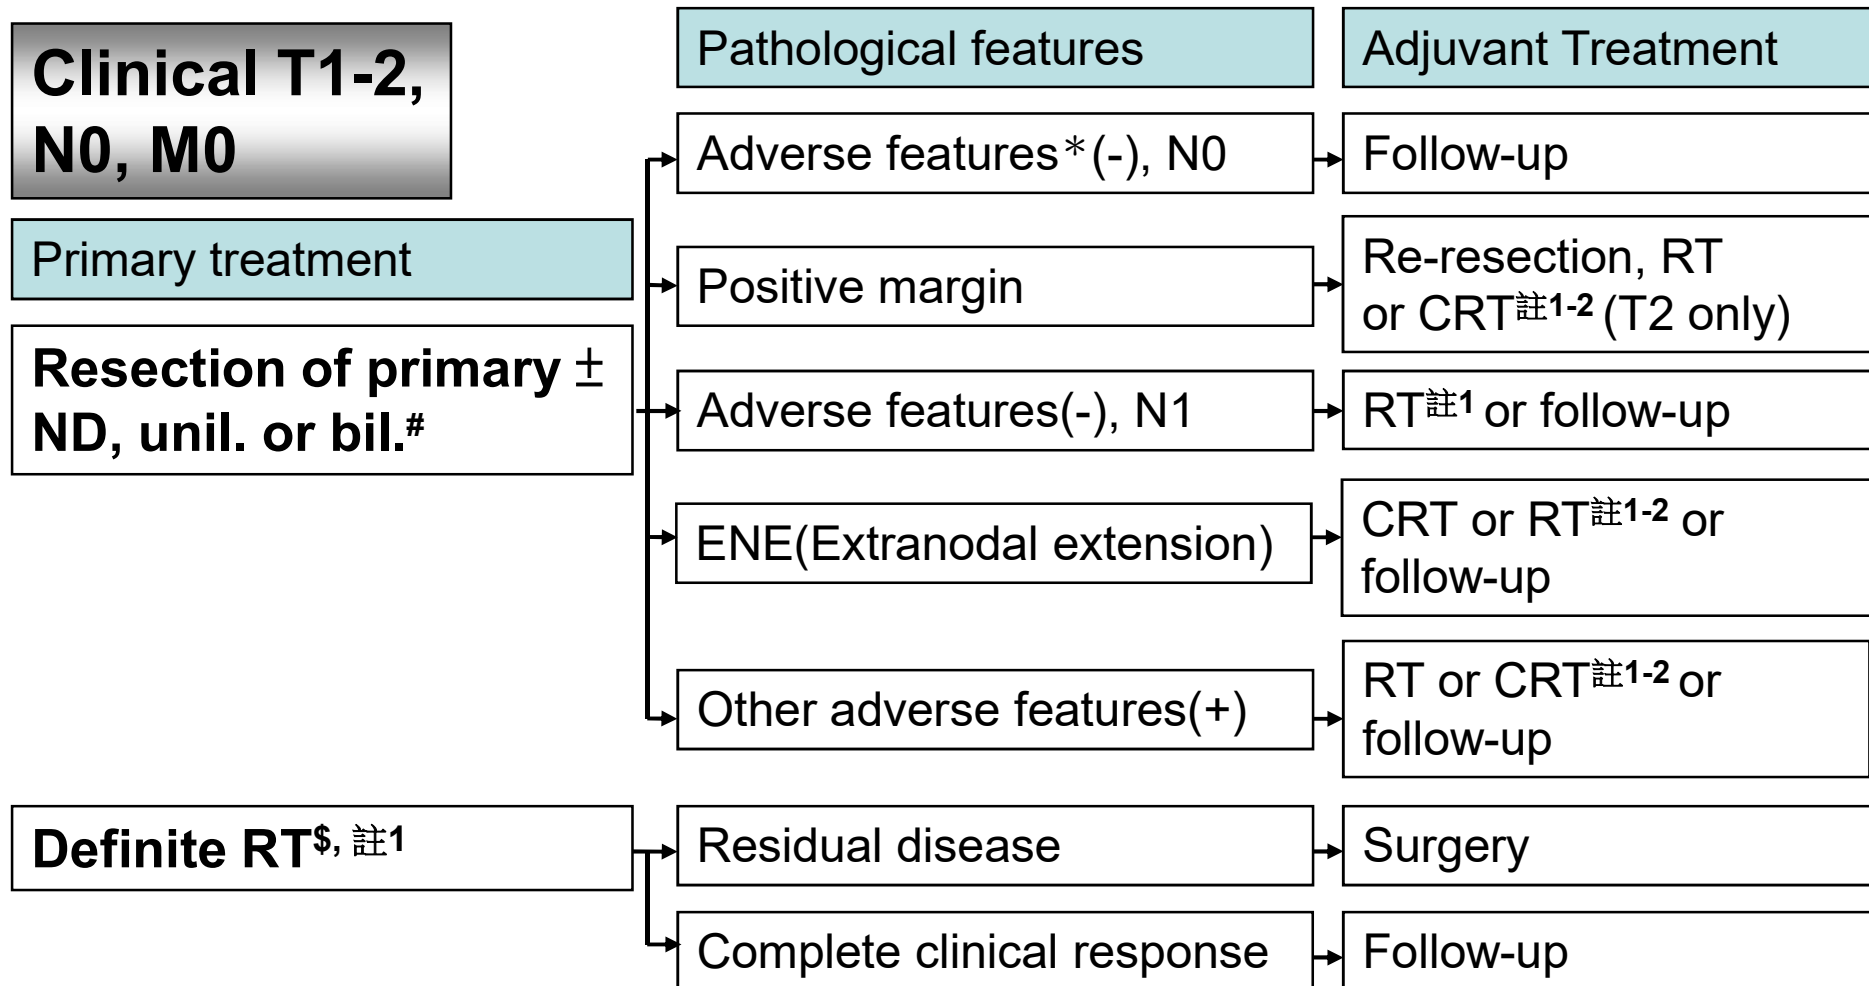 Clinical T1-2,
N0, M0
Primary treatment
Resection of primary ±
ND, unil. or bil.#
Definite RT$, 註1
Pathological features
Adverse features*(-), N0
Positive margin
Adverse features(-), N1
ENE(Extranodal extension)
Other adverse features(+)
Residual disease
Complete clinical response
Adjuvant Treatment
Follow-up
Re-resection, RT
or CRT註1-2 (T2 only)
RT註1 or follow-up
CRT or RT註1-2 or
follow-up
RT or CRT註1-2 or
follow-up
Surgery
Follow-up